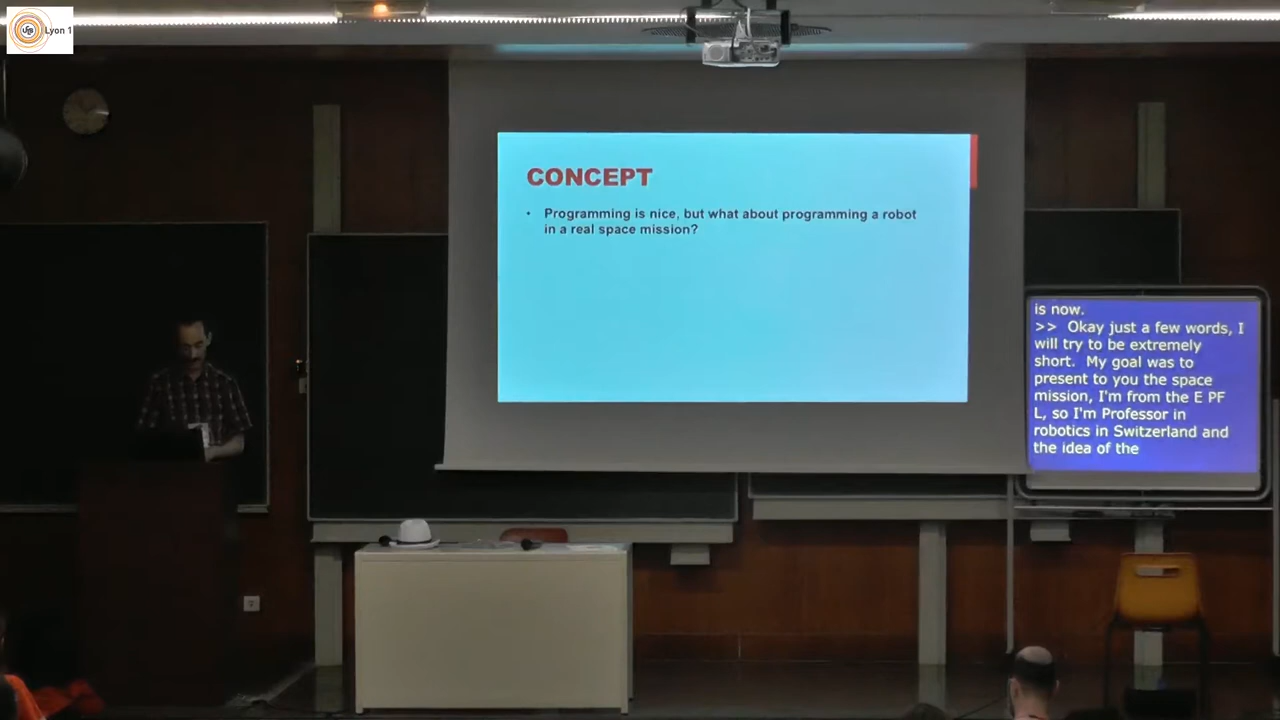 Lyon 1
CONCEPT
• Programming is nice, but what about programming a robot
in a real space mission?
is now.
>> Okay just a few words, I
will try to be extremely
short. My goal was to
present to you the space
mission, I'm from the E PF
L, so I'm Professor in
robotics in Switzerland and
the idea of the